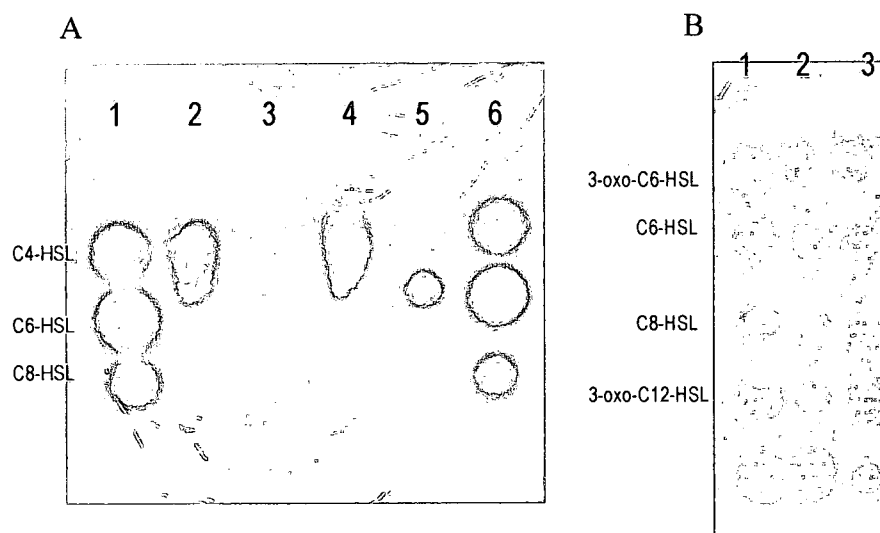 A
B
1 2 3 4 5 6
C4-HSL
C6-HSL
C8-HSL
1 2 3
3-oxo-C6-HSL
C6-HSL
C8-HSL
3-oxo-C12-HSL